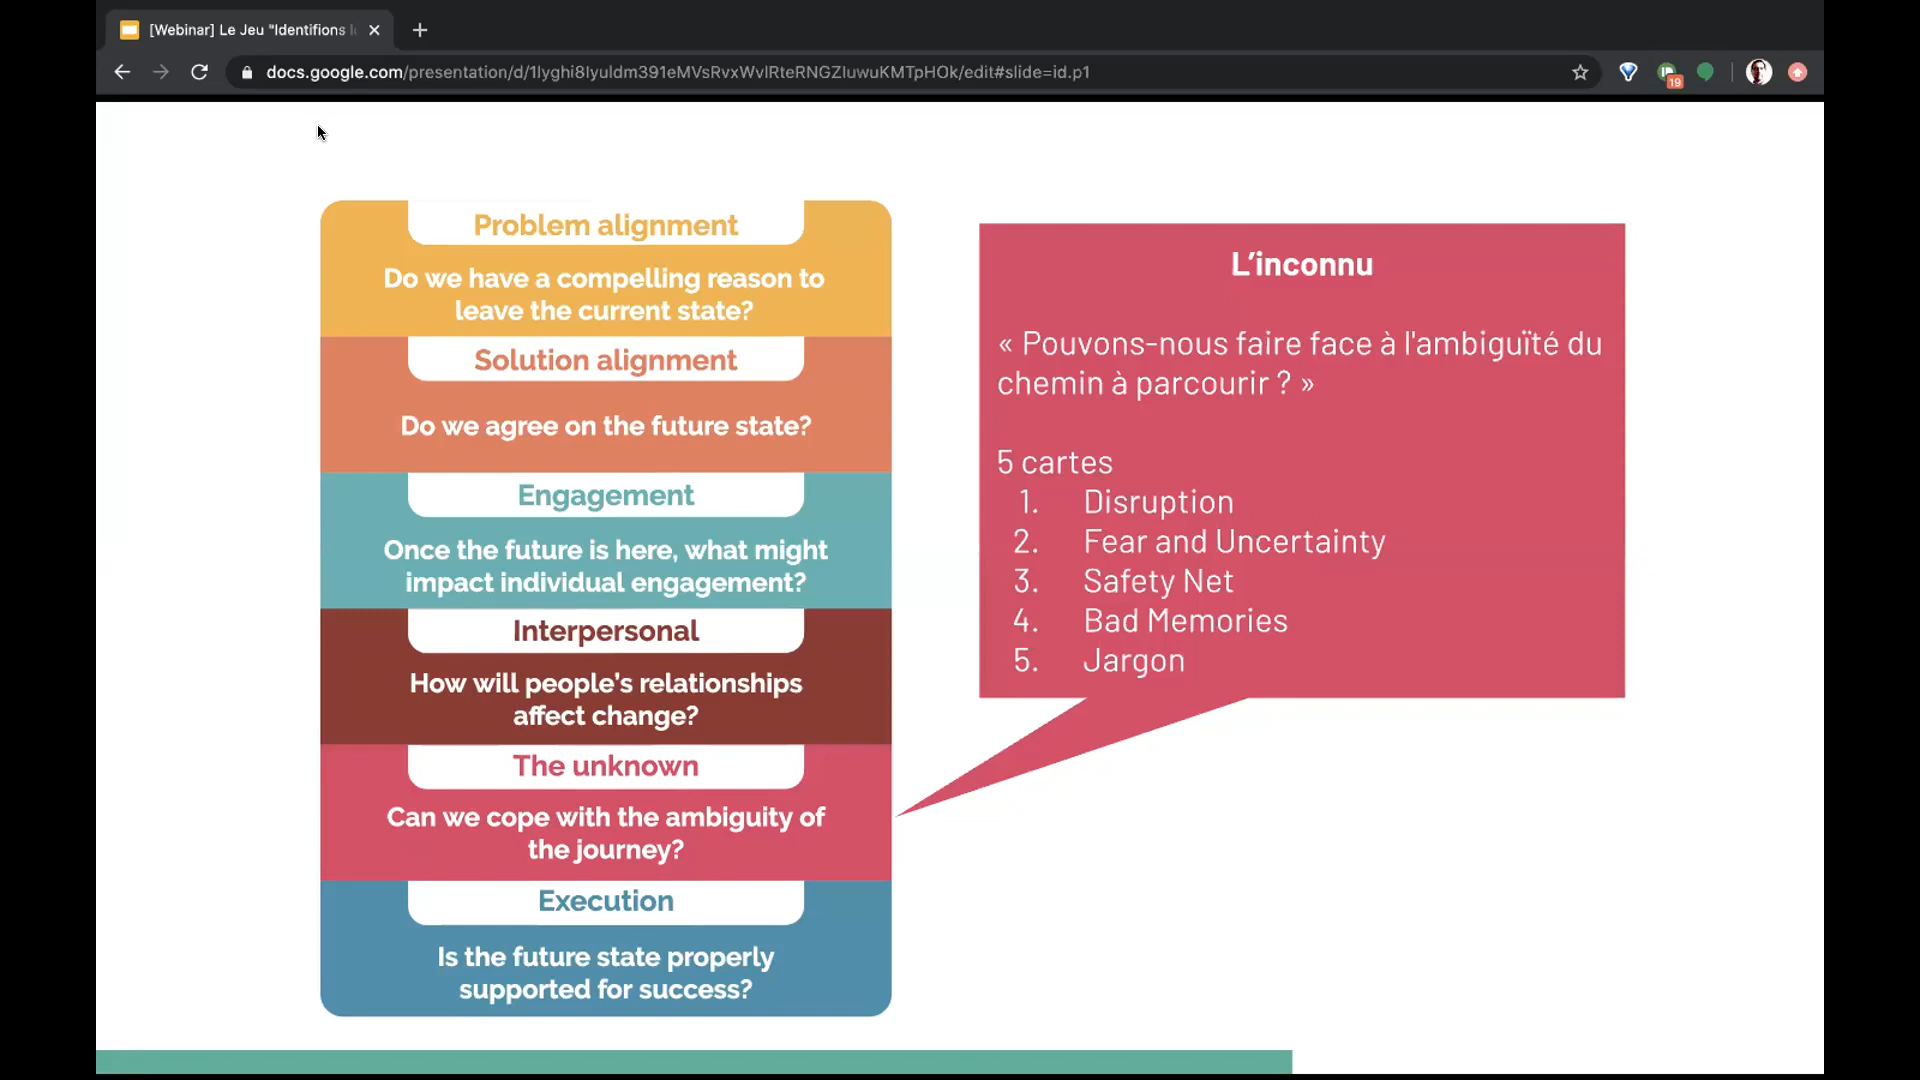 [Webinar] Le Jeu "Identifions
docs.google.com/presentation/d/1lyghi8lyuldm391eMVsRvxWvlRteRNGZluwuKMTpHOk/edit#slide=id.p1
19
Problem alignment
Do we have a compelling reason to
leave the current state?
Solution alignment
Do we agree on the future state?
Engagement
Once the future is here, what might
impact individual engagement?
Interpersonal
How will people's relationships
affect change?
The unknown
Can we cope with the ambiguity of
the journey?
Execution
Is the future state properly
supported for success?
L'inconnu
« Pouvons-nous faire face à l'ambiguïté du
chemin à parcourir ? »
5 cartes
1. Disruption
2. Fear and Uncertainty
3. Safety Net
4. Bad Memories
5. Jargon